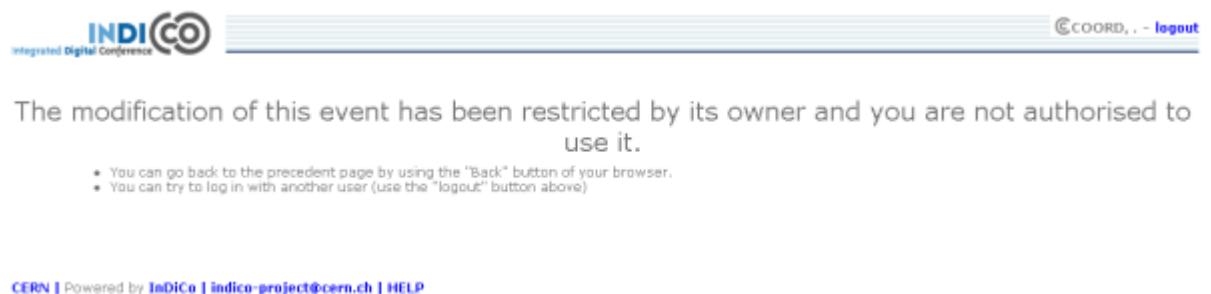 INDICO
Integrated Digital Conference
COORD, . - logout
The modification of this event has been restricted by its owner and you are not authorised to
use it.
• You can go back to the precedent page by using the "Back" button of your browser.
• You can try to log in with another user (use the "logout" button above)
CERN | Powered by InDiCo | indico-project@cern.ch | HELP